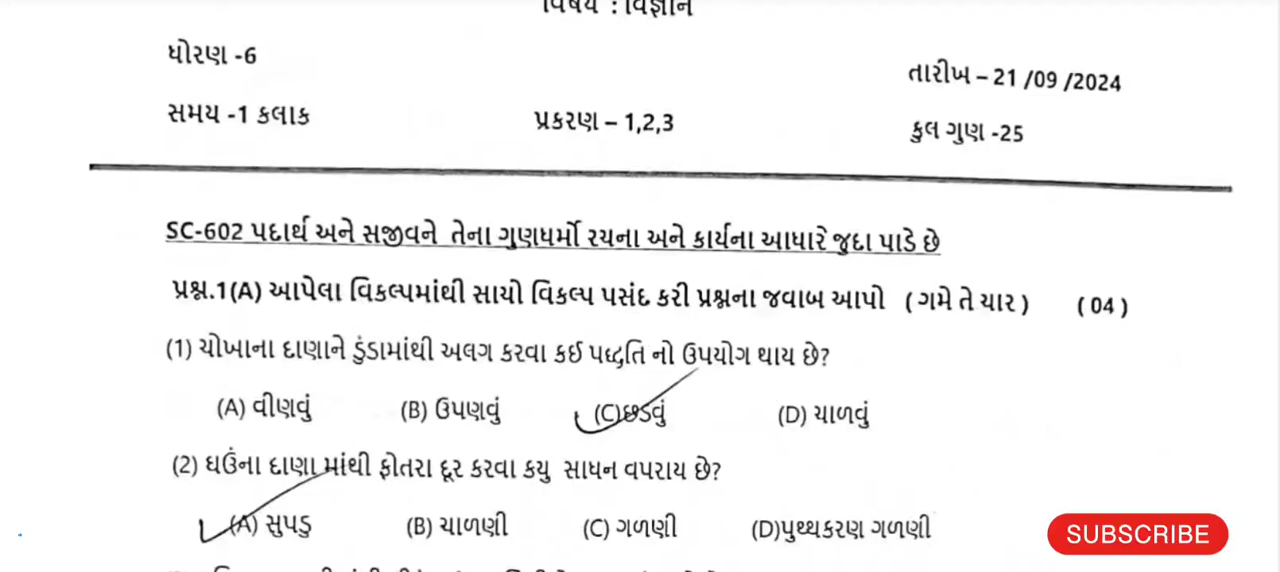 વિષય : વિજ્ઞાન
ધોરણ -6
તારીખ – 21 /09 /2024
સમય -1 કલાક
પ્રકરણ – 1,2,3
કુલ ગુણ -25
SC-602 પદાર્થ અને સજીવને તેના ગુણધર્મો રચના અને કાર્યના આધારે જુદા પાડે છે
પ્રશ્ન.1(A) આપેલા વિકલ્પમાંથી સાચો વિકલ્પ પસંદ કરી પ્રશ્નના જવાબ આપો ( ગમે તે ચાર ) ( 04 )
(1) ચોખાના દાણાને ડુંડામાંથી અલગ કરવા કઈ પધ્દ્રતિ નો ઉપયોગ થાય છે?
(A) વીણવું (B) ઉપણવું (C)છડવું (D) ચાળવું
(2) ઘઉંના દાણા માંથી ફોતરા દૂર કરવા કયુ સાધન વપરાય છે?
(A) સુપડુ (B) ચાળણી (C) ગળણી (D)પુથ્થકરણ ગળણી
SUBSCRIBE